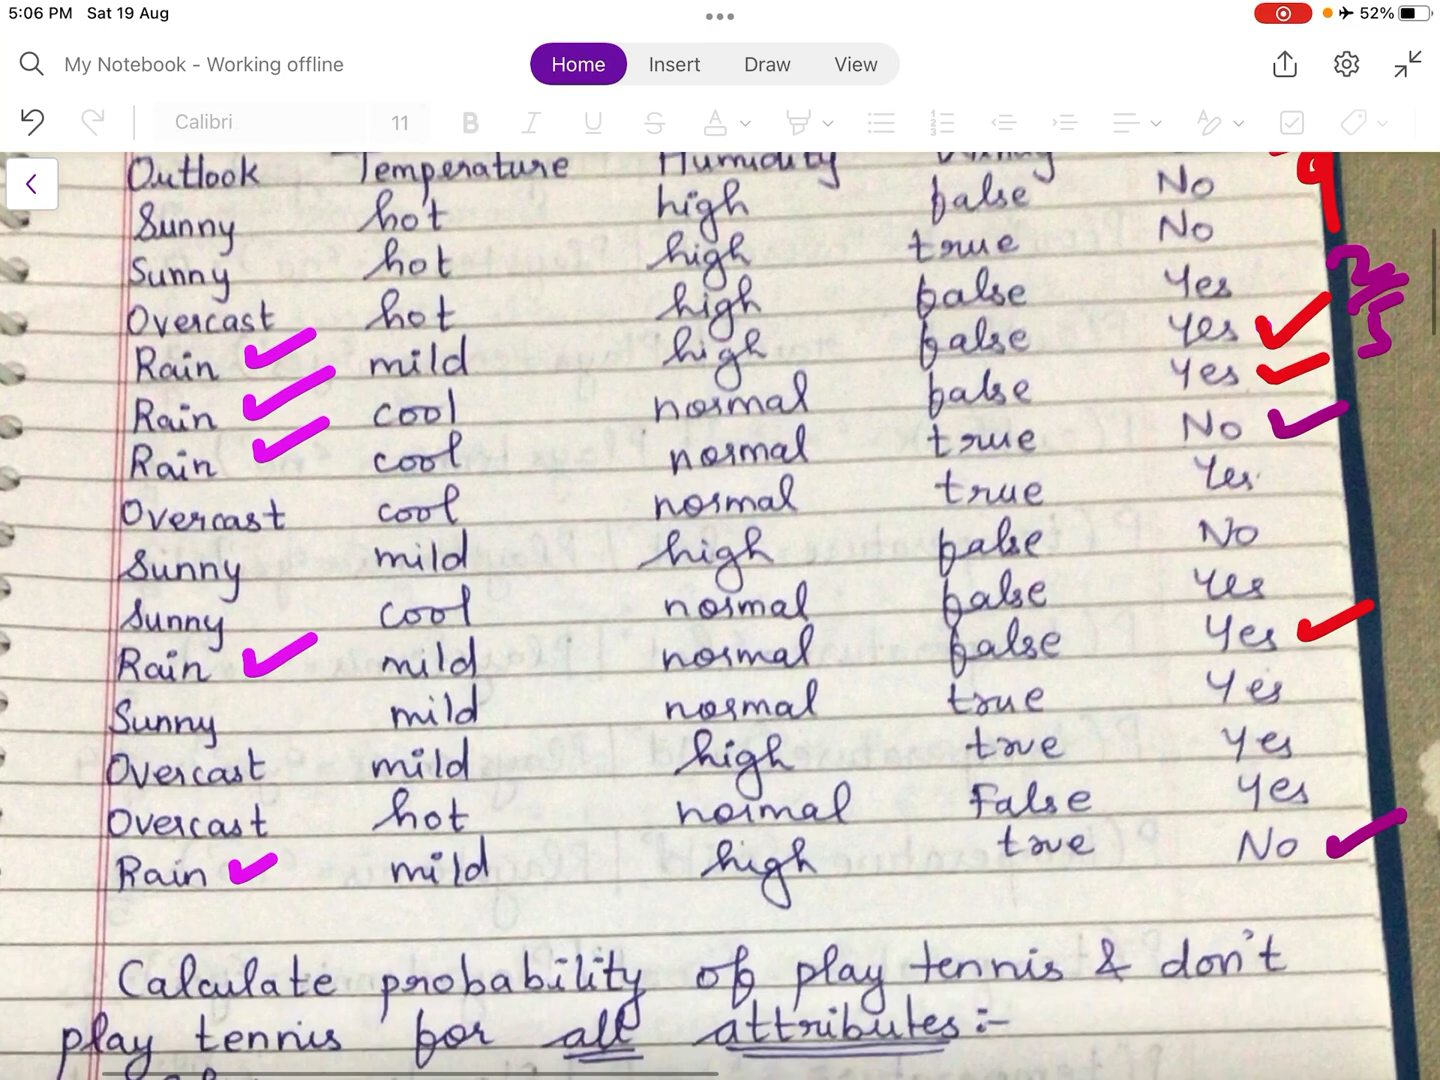 5:06 PM Sat 19 Aug
52%
My Notebook - Working offline
Home Insert Draw View
Calibri 11 B I U S A
Outlook Temperature Humidity
Sunny hot high false No
Sunny hot high true No
Overcast hot high false Yes
Rain mild high false Yes
Rain cool normal false Yes
Rain cool normal true No
Overcast cool normal true Yes
Sunny mild high false No
Sunny cool normal false Yes
Rain mild normal false Yes
Sunny mild normal true Yes
Overcast mild high true Yes
Overcast hot normal False Yes
Rain mild high true No
2/5
Calculate probability of play tennis & don't
play tennis for all attributes :-